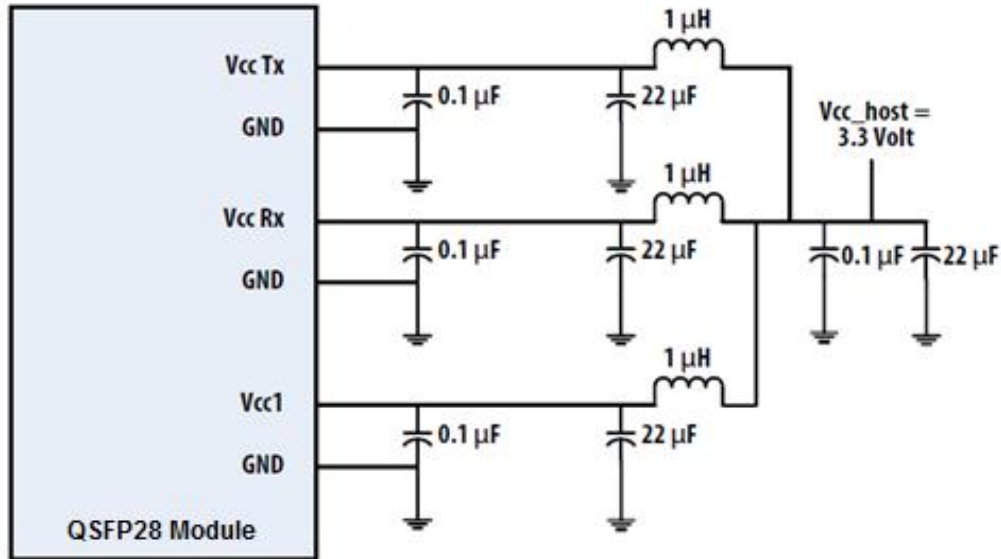 1 μH
Vcc Tx
0.1 μF
22 μF
Vcc_host =
3.3 Volt
GND
1 μH
Vcc Rx
0.1 μF
22 μF
0.1 μF
22 μF
GND
1 μH
Vcc1
0.1 μF
22 μF
GND
QSFP28 Module